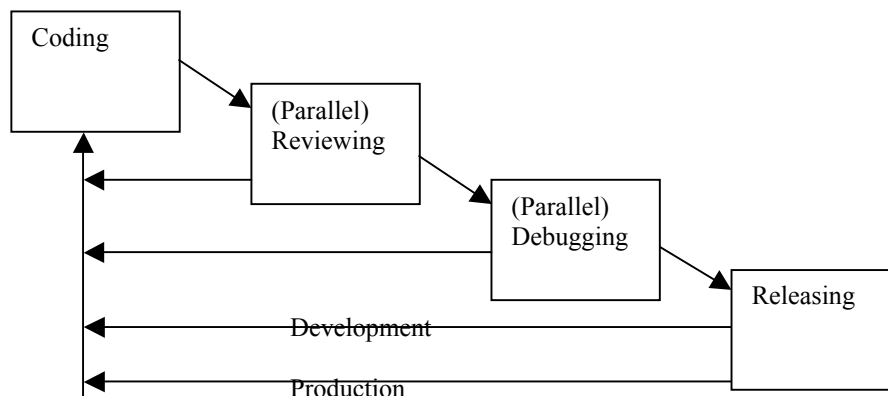 Coding
(Parallel)
Reviewing
(Parallel)
Debugging
Releasing
Development
Production